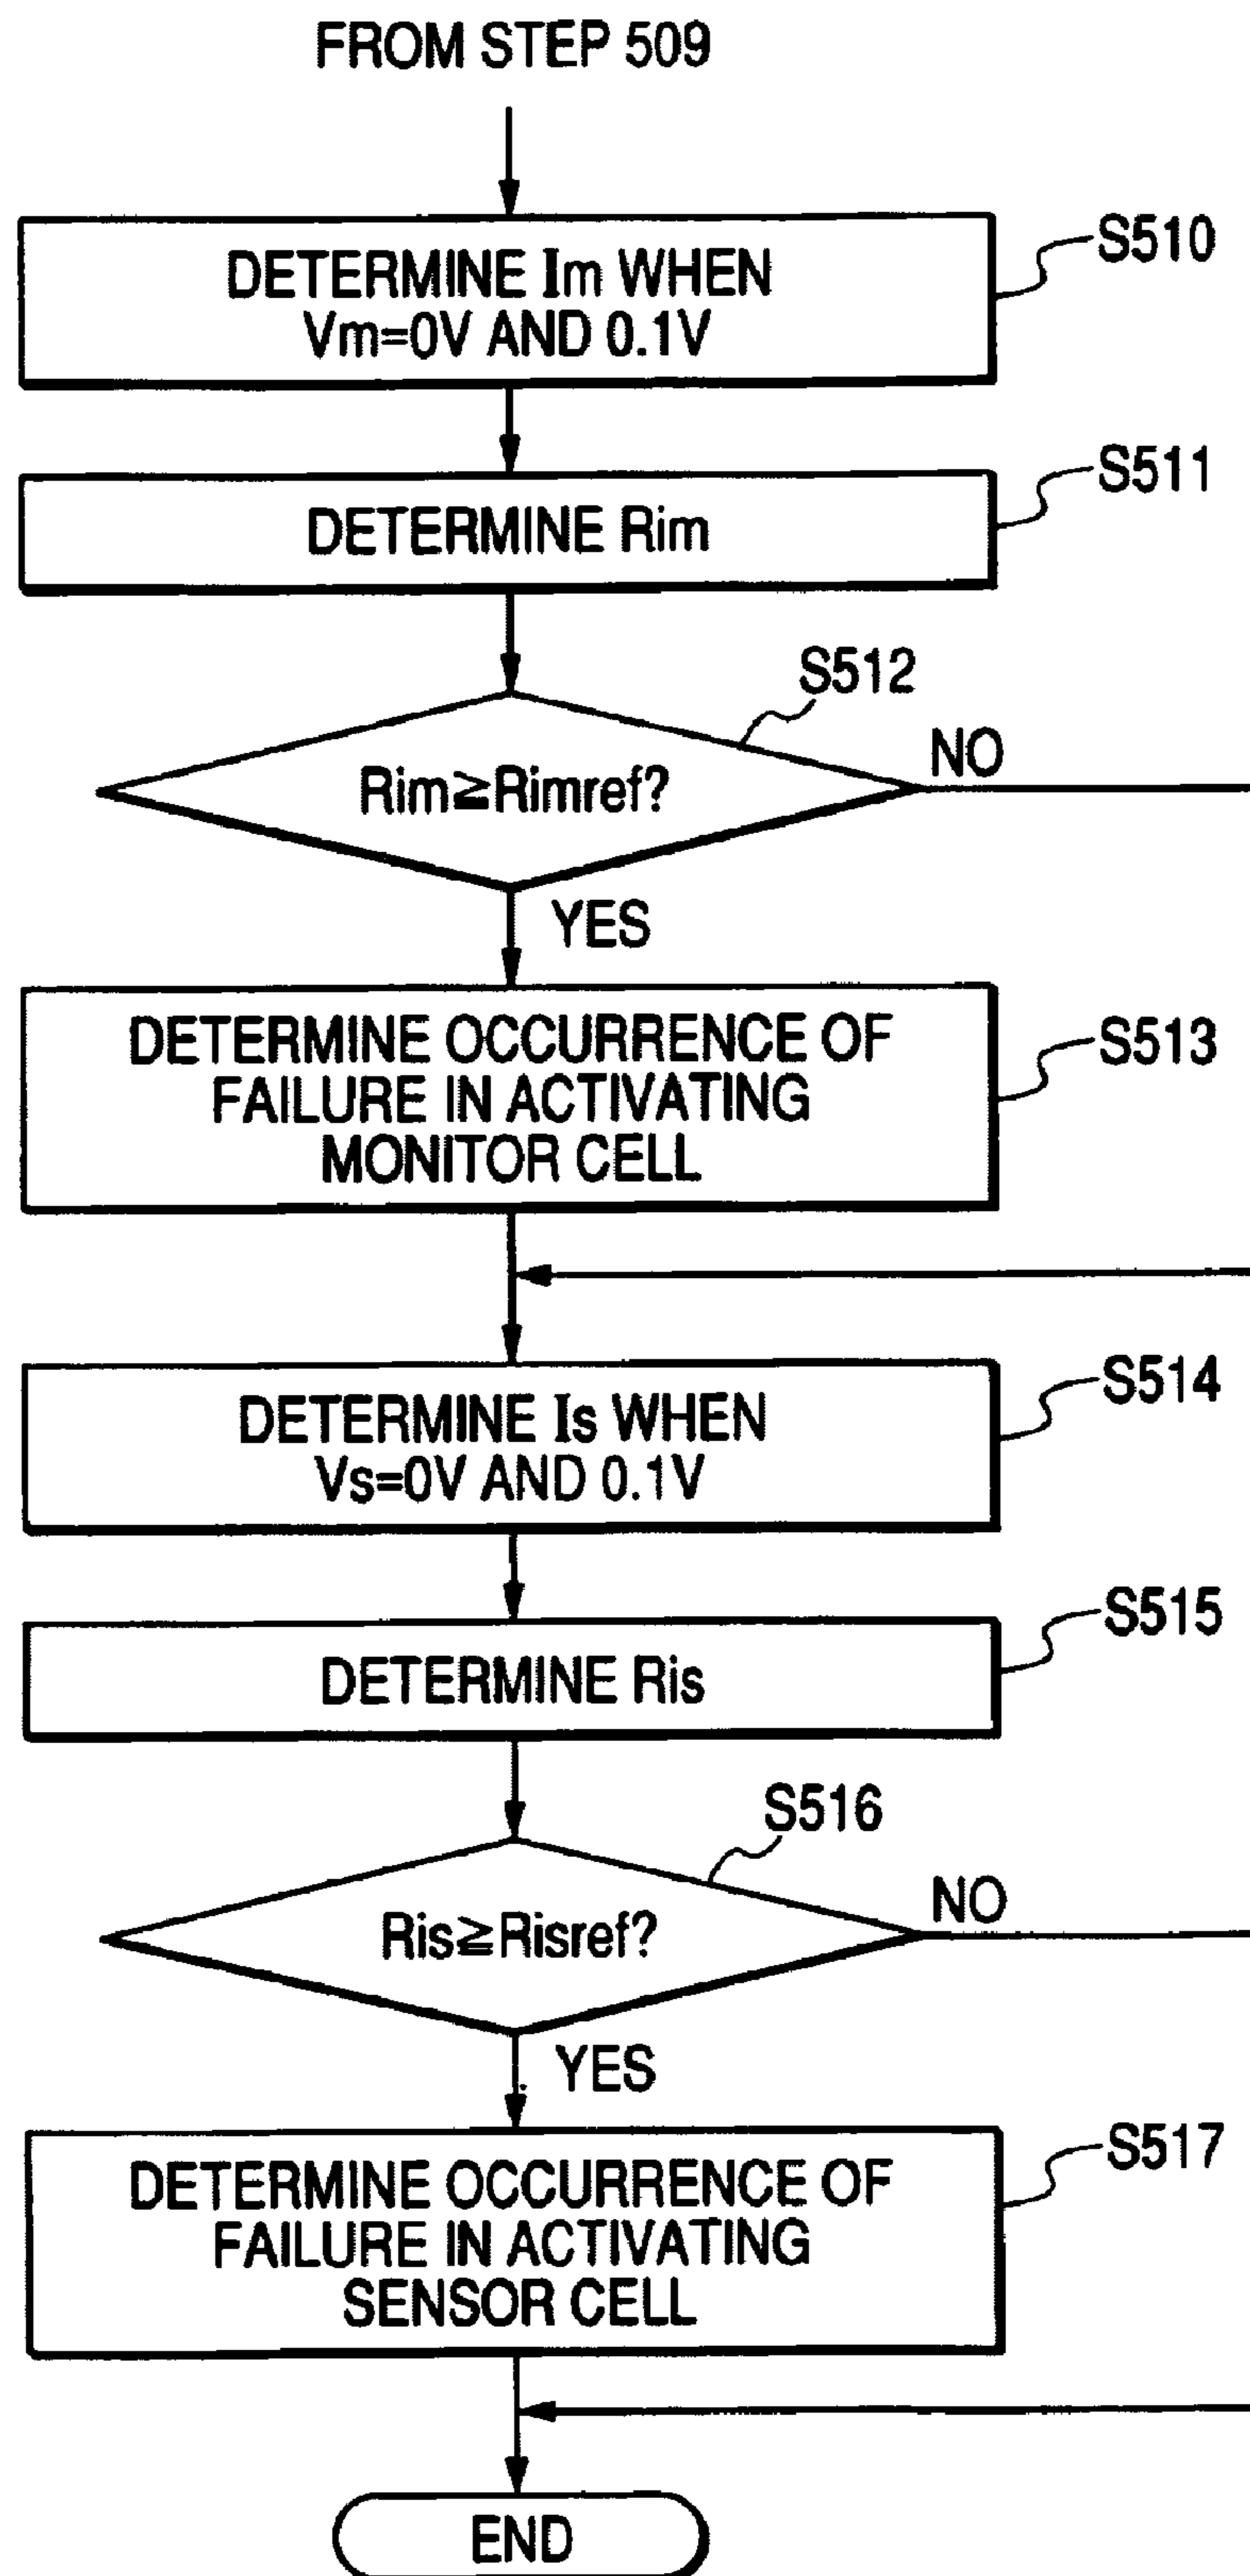 FROM STEP 509
DETERMINE Im WHEN
Vm=0V AND 0.1V
S510
DETERMINE Rim
S511
S512
Rim≧Rimref?
NO
YES
DETERMINE OCCURRENCE OF
FAILURE IN ACTIVATING
MONITOR CELL
S513
DETERMINE Is WHEN
Vs=0V AND 0.1V
S514
DETERMINE Ris
S515
S516
Ris≧Risref?
NO
YES
DETERMINE OCCURRENCE OF
FAILURE IN ACTIVATING
SENSOR CELL
S517
END